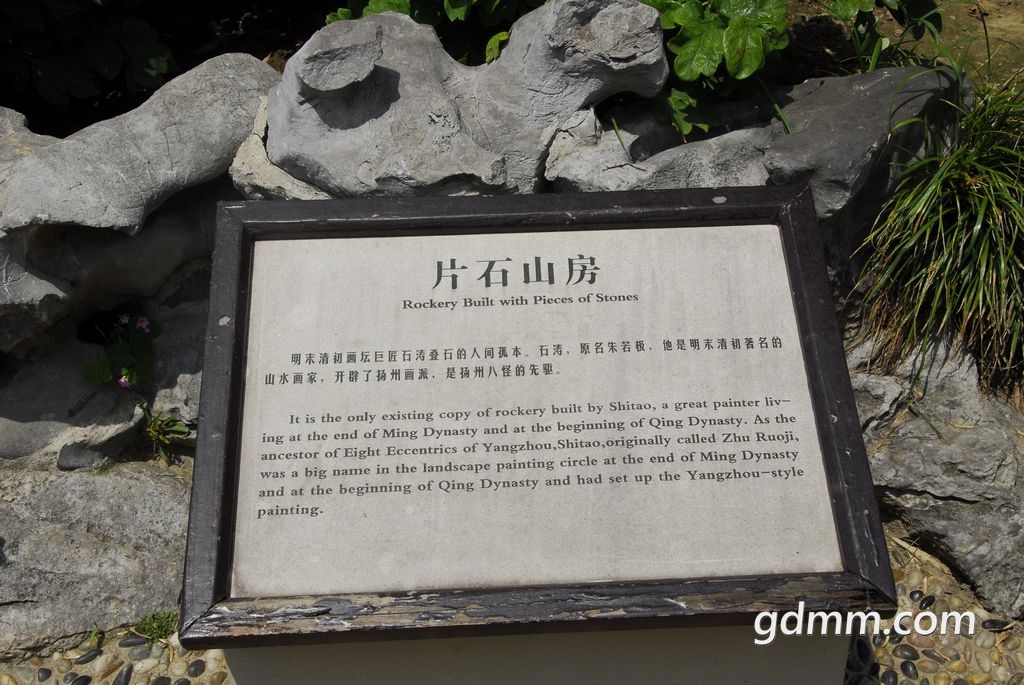 片石山房
Rockery Built with Pieces of Stones
明末清初画坛巨匠石涛叠石的人间孤本。石涛，原名朱若极，他是明末清初著名的
山水画家，开辟了扬州画派，是扬州八怪的先驱。
It is the only existing copy of rockery built by Shitao, a great painter liv-
ing at the end of Ming Dynasty and at the beginning of Qing Dynasty. As the
ancestor of Eight Eccentrics of Yangzhou,Shitao,originally called Zhu Ruoji,
was a big name in the landscape painting circle at the end of Ming Dynasty
and at the beginning of Qing Dynasty and had set up the Yangzhou-style
painting.
gdmm.com